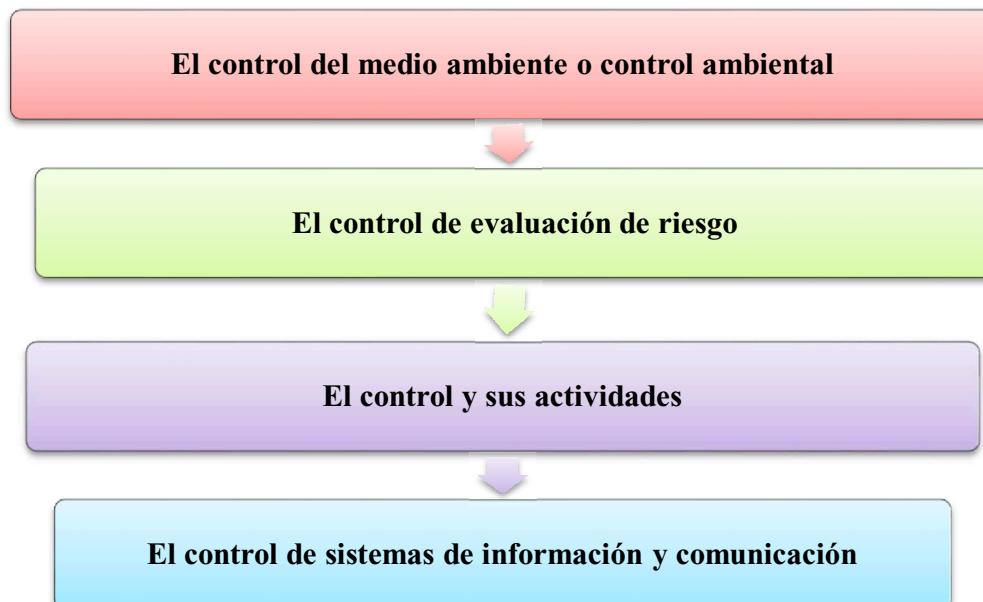 El control del medio ambiente o control ambiental
El control de evaluación de riesgo
El control y sus actividades
El control de sistemas de información y comunicación